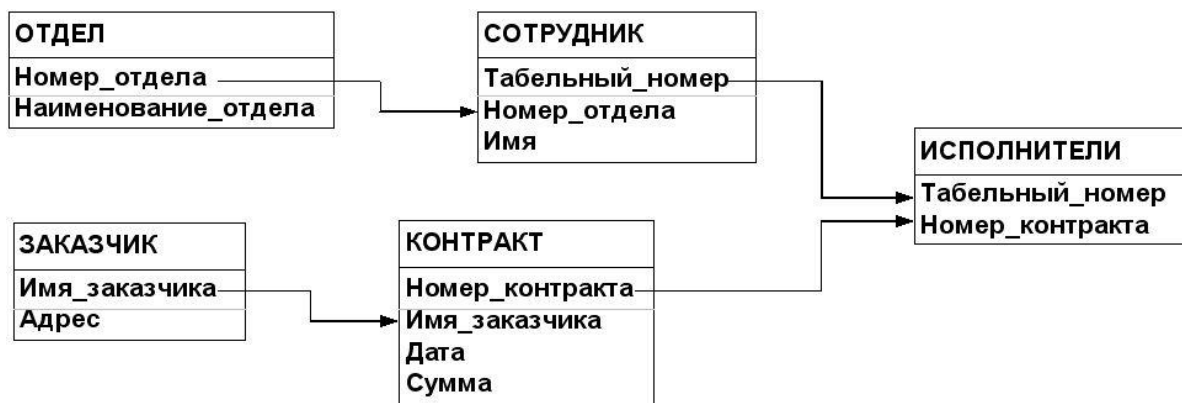 ОТДЕЛ
Номер_отдела
Наименование_отдела
СОТРУДНИК
Табельный_номер
Номер_отдела
Имя
ИСПОЛНИТЕЛИ
Табельный_номер
Номер_контракта
ЗАКАЗЧИК
Имя_заказчика
Адрес
КОНТРАКТ
Номер_контракта
Имя_заказчика
Дата
Сумма